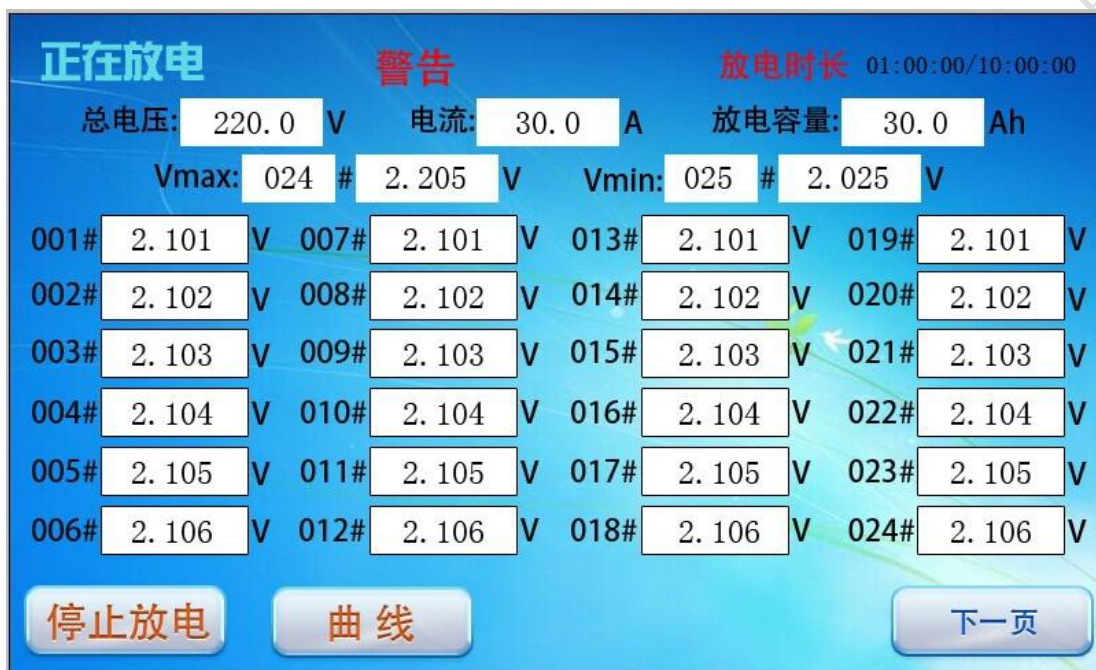 正在放电 警告 放电时长 01:00:00/10:00:00
总电压: 220.0 V 电流: 30.0 A 放电容量: 30.0 Ah
Vmax: 024 # 2.205 V Vmin: 025 # 2.025 V
001# 2.101 V 007# 2.101 V 013# 2.101 V 019# 2.101 V
002# 2.102 V 008# 2.102 V 014# 2.102 V 020# 2.102 V
003# 2.103 V 009# 2.103 V 015# 2.103 V 021# 2.103 V
004# 2.104 V 010# 2.104 V 016# 2.104 V 022# 2.104 V
005# 2.105 V 011# 2.105 V 017# 2.105 V 023# 2.105 V
006# 2.106 V 012# 2.106 V 018# 2.106 V 024# 2.106 V
停止放电 曲线 下一页